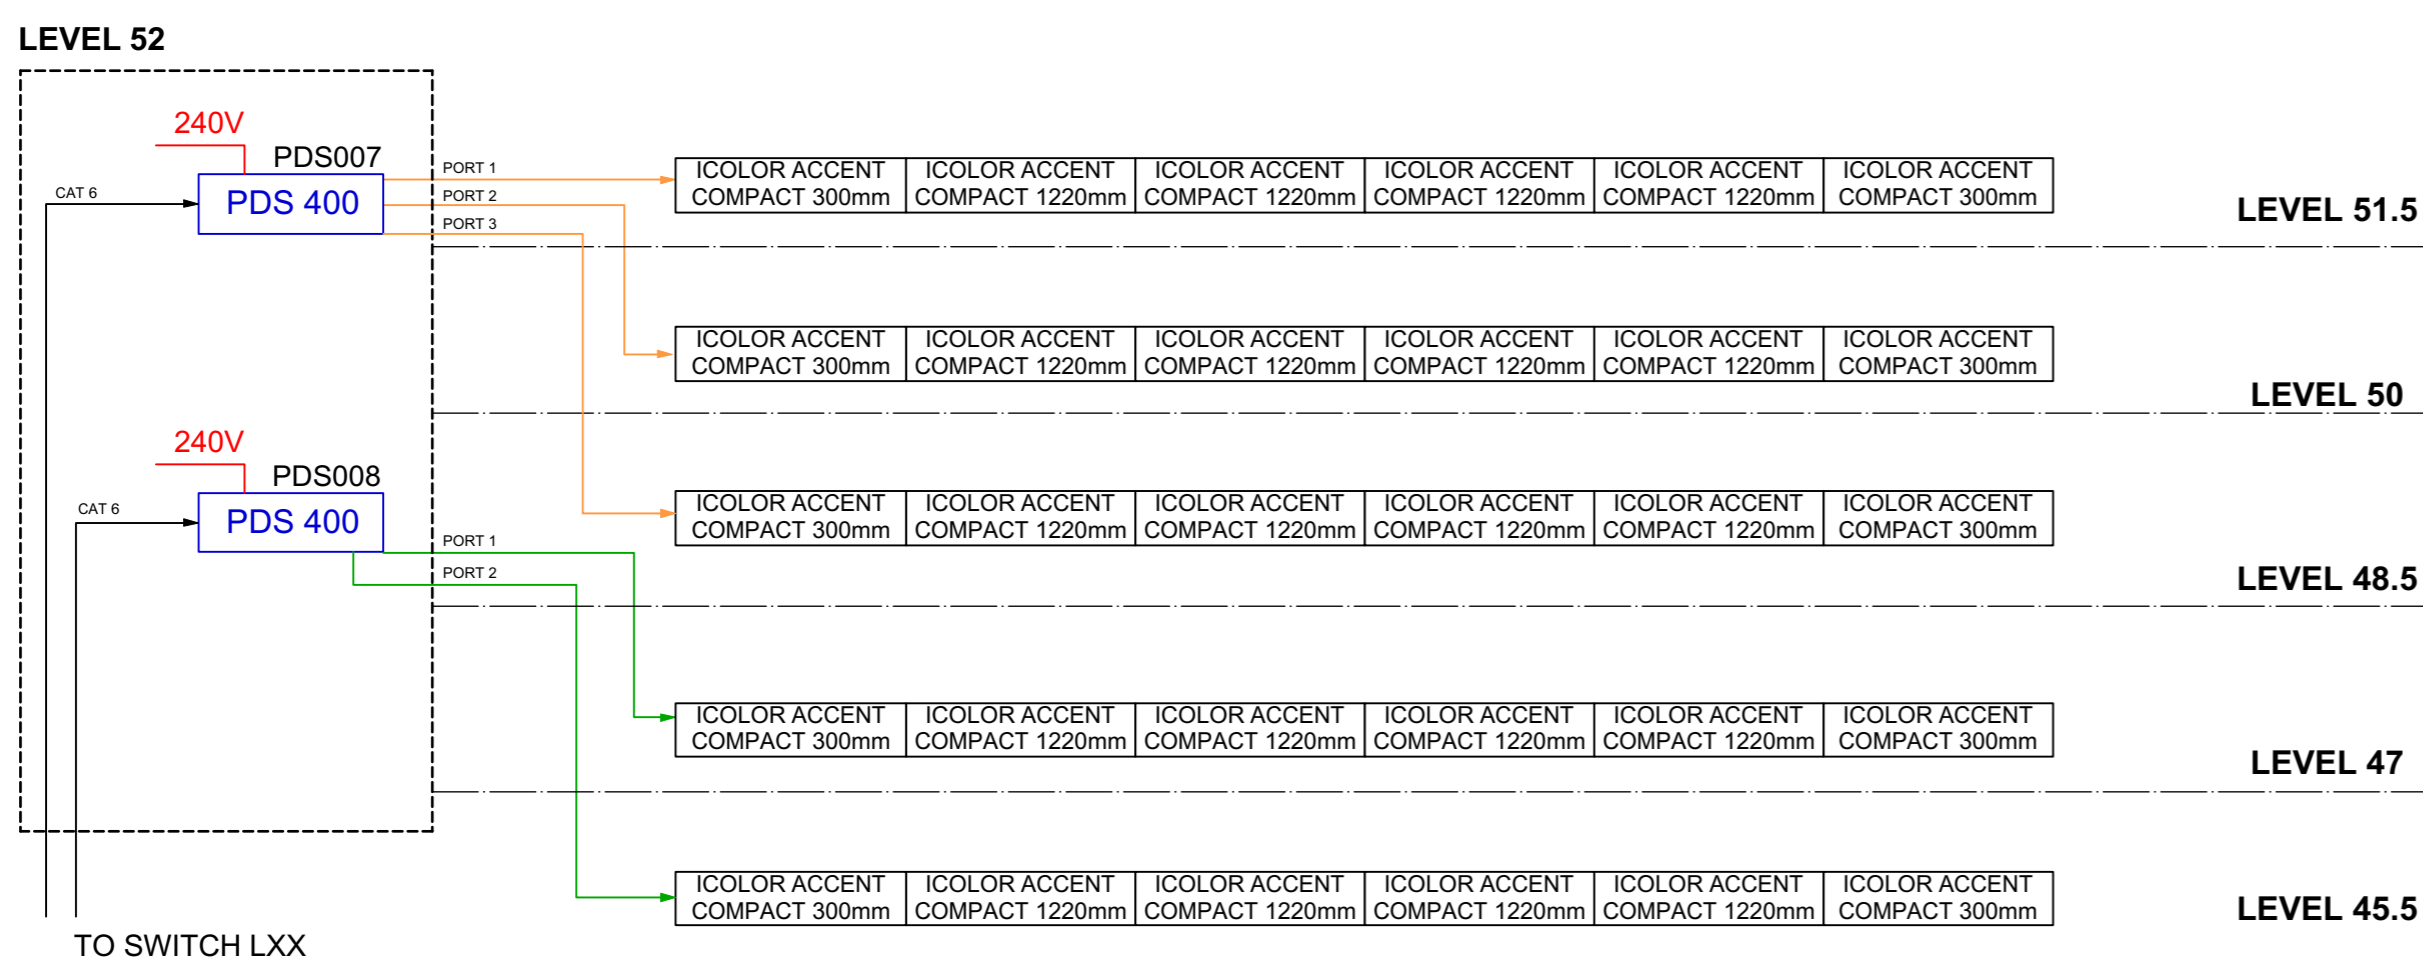 LEVEL 52
240V
PDS007
PDS 400
CAT 6
PORT 1
PORT 2
PORT 3
ICOLOR ACCENT COMPACT 300mm
ICOLOR ACCENT COMPACT 1220mm
ICOLOR ACCENT COMPACT 1220mm
ICOLOR ACCENT COMPACT 1220mm
ICOLOR ACCENT COMPACT 1220mm
ICOLOR ACCENT COMPACT 300mm
LEVEL 51.5
ICOLOR ACCENT COMPACT 300mm
ICOLOR ACCENT COMPACT 1220mm
ICOLOR ACCENT COMPACT 1220mm
ICOLOR ACCENT COMPACT 1220mm
ICOLOR ACCENT COMPACT 1220mm
ICOLOR ACCENT COMPACT 300mm
LEVEL 50
240V
PDS008
PDS 400
CAT 6
PORT 1
PORT 2
ICOLOR ACCENT COMPACT 300mm
ICOLOR ACCENT COMPACT 1220mm
ICOLOR ACCENT COMPACT 1220mm
ICOLOR ACCENT COMPACT 1220mm
ICOLOR ACCENT COMPACT 1220mm
ICOLOR ACCENT COMPACT 300mm
LEVEL 48.5
ICOLOR ACCENT COMPACT 300mm
ICOLOR ACCENT COMPACT 1220mm
ICOLOR ACCENT COMPACT 1220mm
ICOLOR ACCENT COMPACT 1220mm
ICOLOR ACCENT COMPACT 1220mm
ICOLOR ACCENT COMPACT 300mm
LEVEL 47
ICOLOR ACCENT COMPACT 300mm
ICOLOR ACCENT COMPACT 1220mm
ICOLOR ACCENT COMPACT 1220mm
ICOLOR ACCENT COMPACT 1220mm
ICOLOR ACCENT COMPACT 1220mm
ICOLOR ACCENT COMPACT 300mm
LEVEL 45.5
TO SWITCH LXX